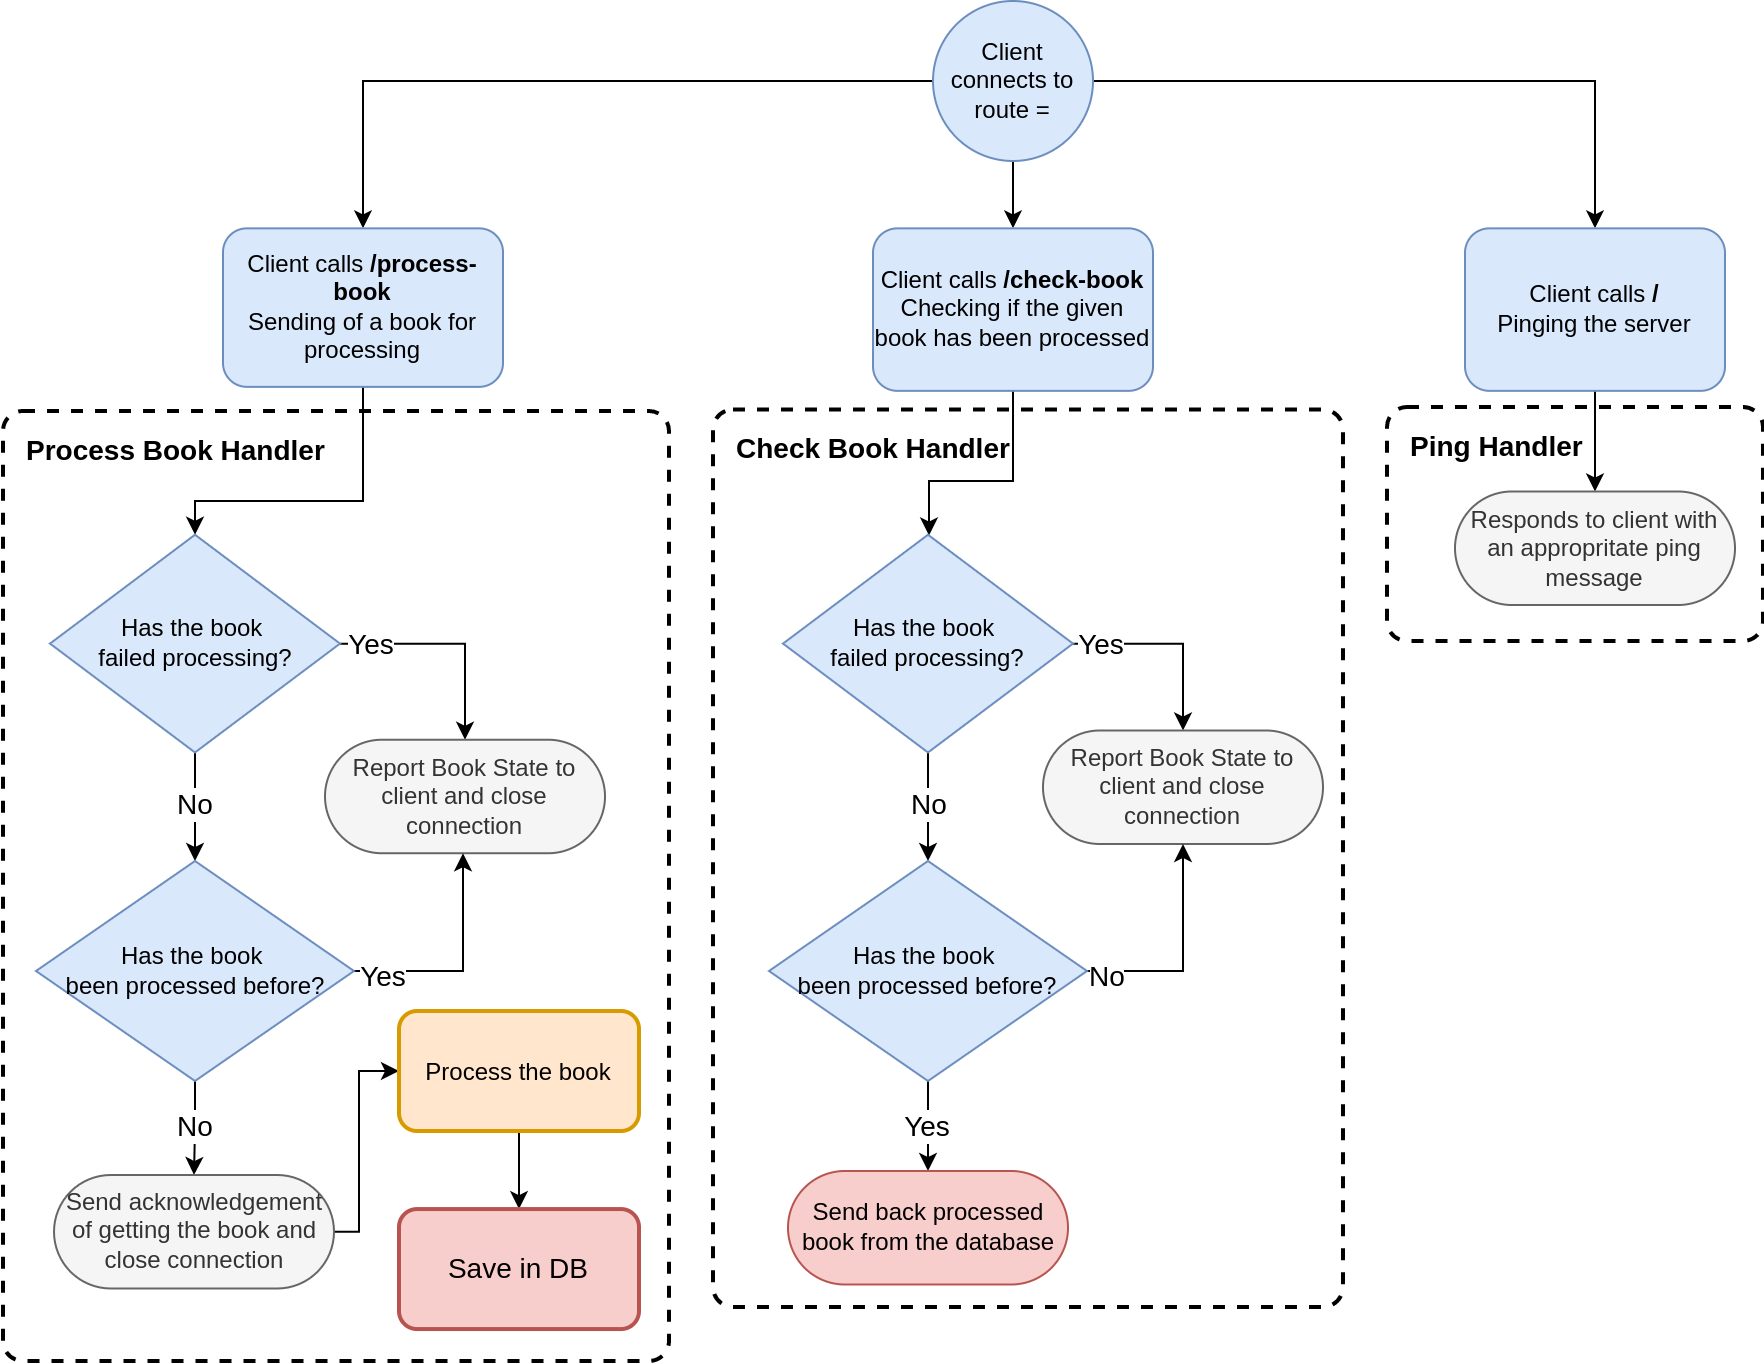 Client
connects to
route =
Client calls /process-
book
Sending of a book for
processing
Client calls /check-book
Checking if the given
book has been processed
Client calls /
Pinging the server
Process Book Handler
Has the book
failed processing?
Yes
No
Report Book State to
client and close
connection
Has the book
been processed before?
Yes
No
Process the book
Send acknowledgement
of getting the book and
close connection
Save in DB
Check Book Handler
Has the book
failed processing?
Yes
No
Report Book State to
client and close
connection
Has the book
been processed before?
No
Yes
Send back processed
book from the database
Ping Handler
Responds to client with
an appropritate ping
message